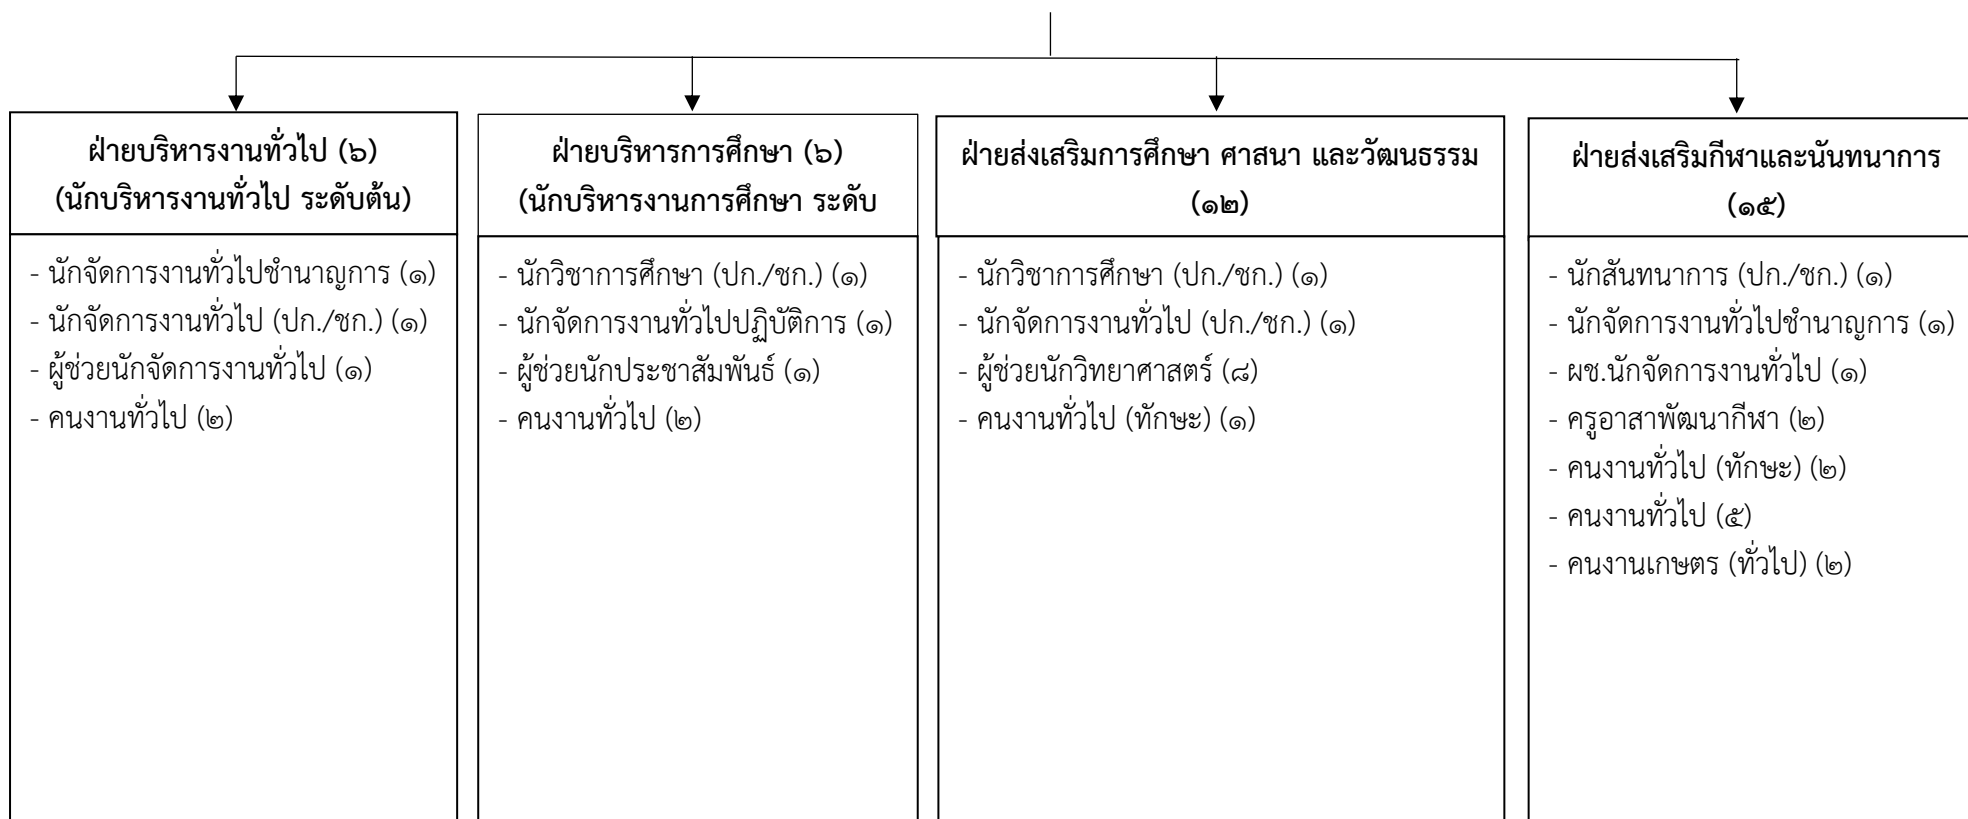 ฝ่ายบริหารงานทั่วไป (๖)
(นักบริหารงานทั่วไป ระดับต้น)
- นักจัดการงานทั่วไปชำนาญการ (๑)
- นักจัดการงานทั่วไป (ปก./ชก.) (๑)
- ผู้ช่วยนักจัดการงานทั่วไป (๑)
- คนงานทั่วไป (๒)
ฝ่ายบริหารการศึกษา (๖)
(นักบริหารงานการศึกษา ระดับ
- นักวิชาการศึกษา (ปก./ชก.) (๑)
- นักจัดการงานทั่วไปปฏิบัติการ (๑)
- ผู้ช่วยนักประชาสัมพันธ์ (๑)
- คนงานทั่วไป (๒)
ฝ่ายส่งเสริมการศึกษา ศาสนา และวัฒนธรรม
(๑๒)
- นักวิชาการศึกษา (ปก./ชก.) (๑)
- นักจัดการงานทั่วไป (ปก./ชก.) (๑)
- ผู้ช่วยนักวิทยาศาสตร์ (๘)
- คนงานทั่วไป (ทักษะ) (๑)
ฝ่ายส่งเสริมกีฬาและนันทนาการ
(๑๕)
- นักสันทนาการ (ปก./ชก.) (๑)
- นักจัดการงานทั่วไปชำนาญการ (๑)
- ผช.นักจัดการงานทั่วไป (๑)
- ครูอาสาพัฒนากีฬา (๒)
- คนงานทั่วไป (ทักษะ) (๒)
- คนงานทั่วไป (๕)
- คนงานเกษตร (ทั่วไป) (๒)